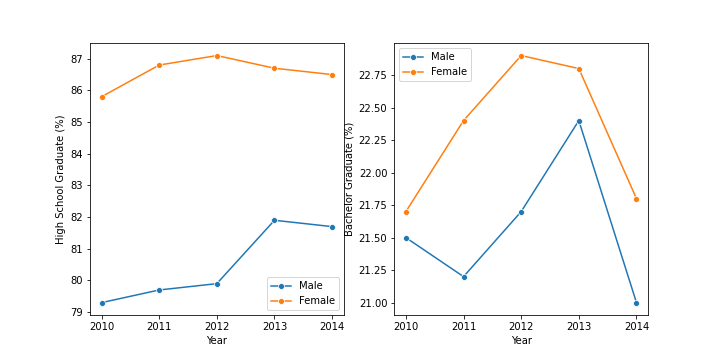 High School Graduate (%)
87
86
85
84
83
82
81
80
79
2010 2011 2012 2013 2014
Year
Male
Female
Bachelor Graduate (%)
22.75
22.50
22.25
22.00
21.75
21.50
21.25
21.00
2010 2011 2012 2013 2014
Year
Male
Female